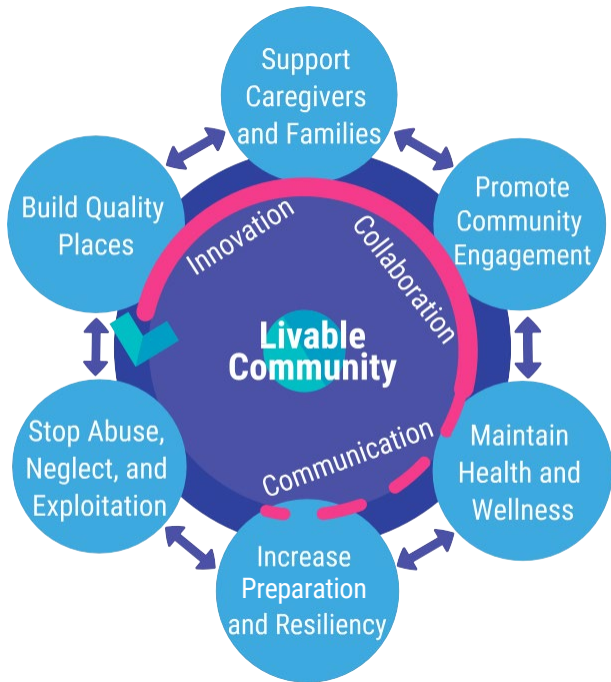 Support
Caregivers
and Families
Promote
Community
Engagement
Maintain
Health and
Wellness
Increase
Preparation
and Resiliency
Stop Abuse,
Neglect, and
Exploitation
Build Quality
Places
Innovation
Collaboration
Communication
Livable
Community